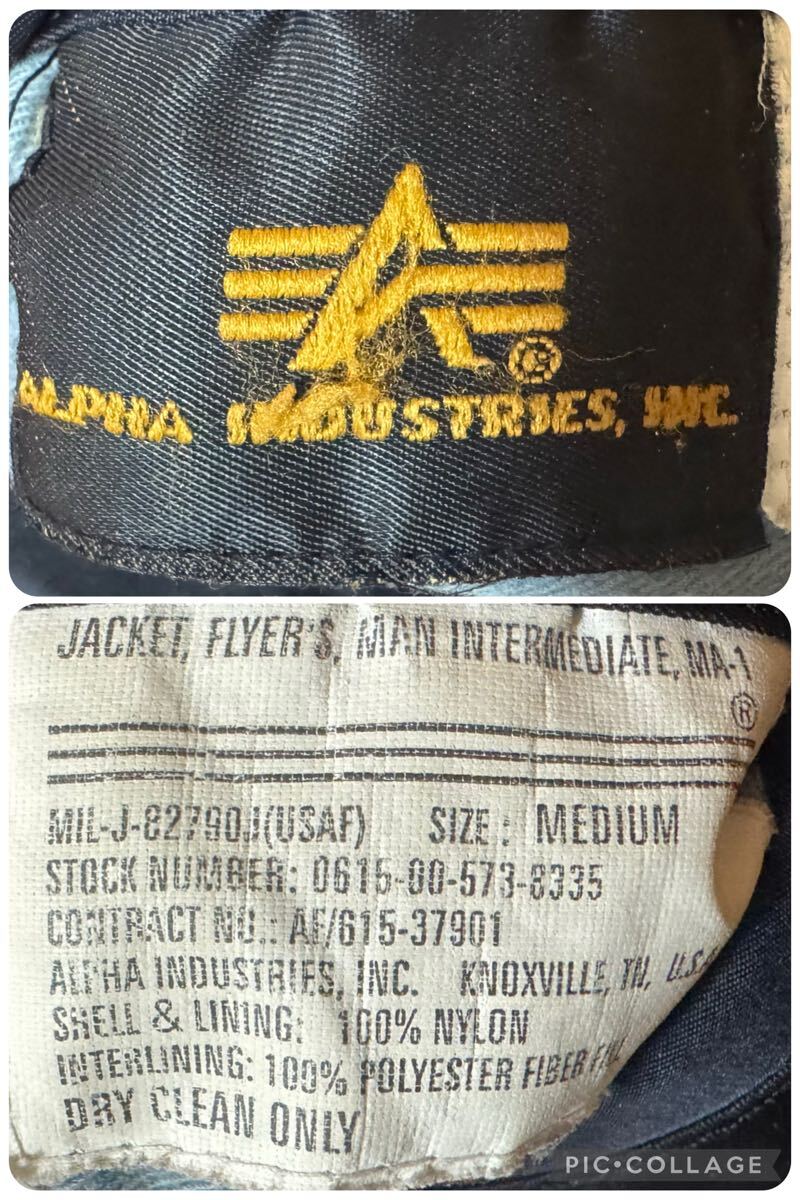 ALPHA INDUSTRIES, INC.
JACKET, FLYER'S, MAN INTERMEDIATE, MA-1
®
MIL-J-82790J(USAF) SIZE: MEDIUM
STOCK NUMBER: 0615-00-573-8335
CONTRACT NO.: AF/615-37901
ALPHA INDUSTRIES, INC. KNOXVILLE, TN, U.S.A
SHELL & LINING: 100% NYLON
INTERLINING: 100% POLYESTER FIBER
DRY CLEAN ONLY
PIC•COLLAGE